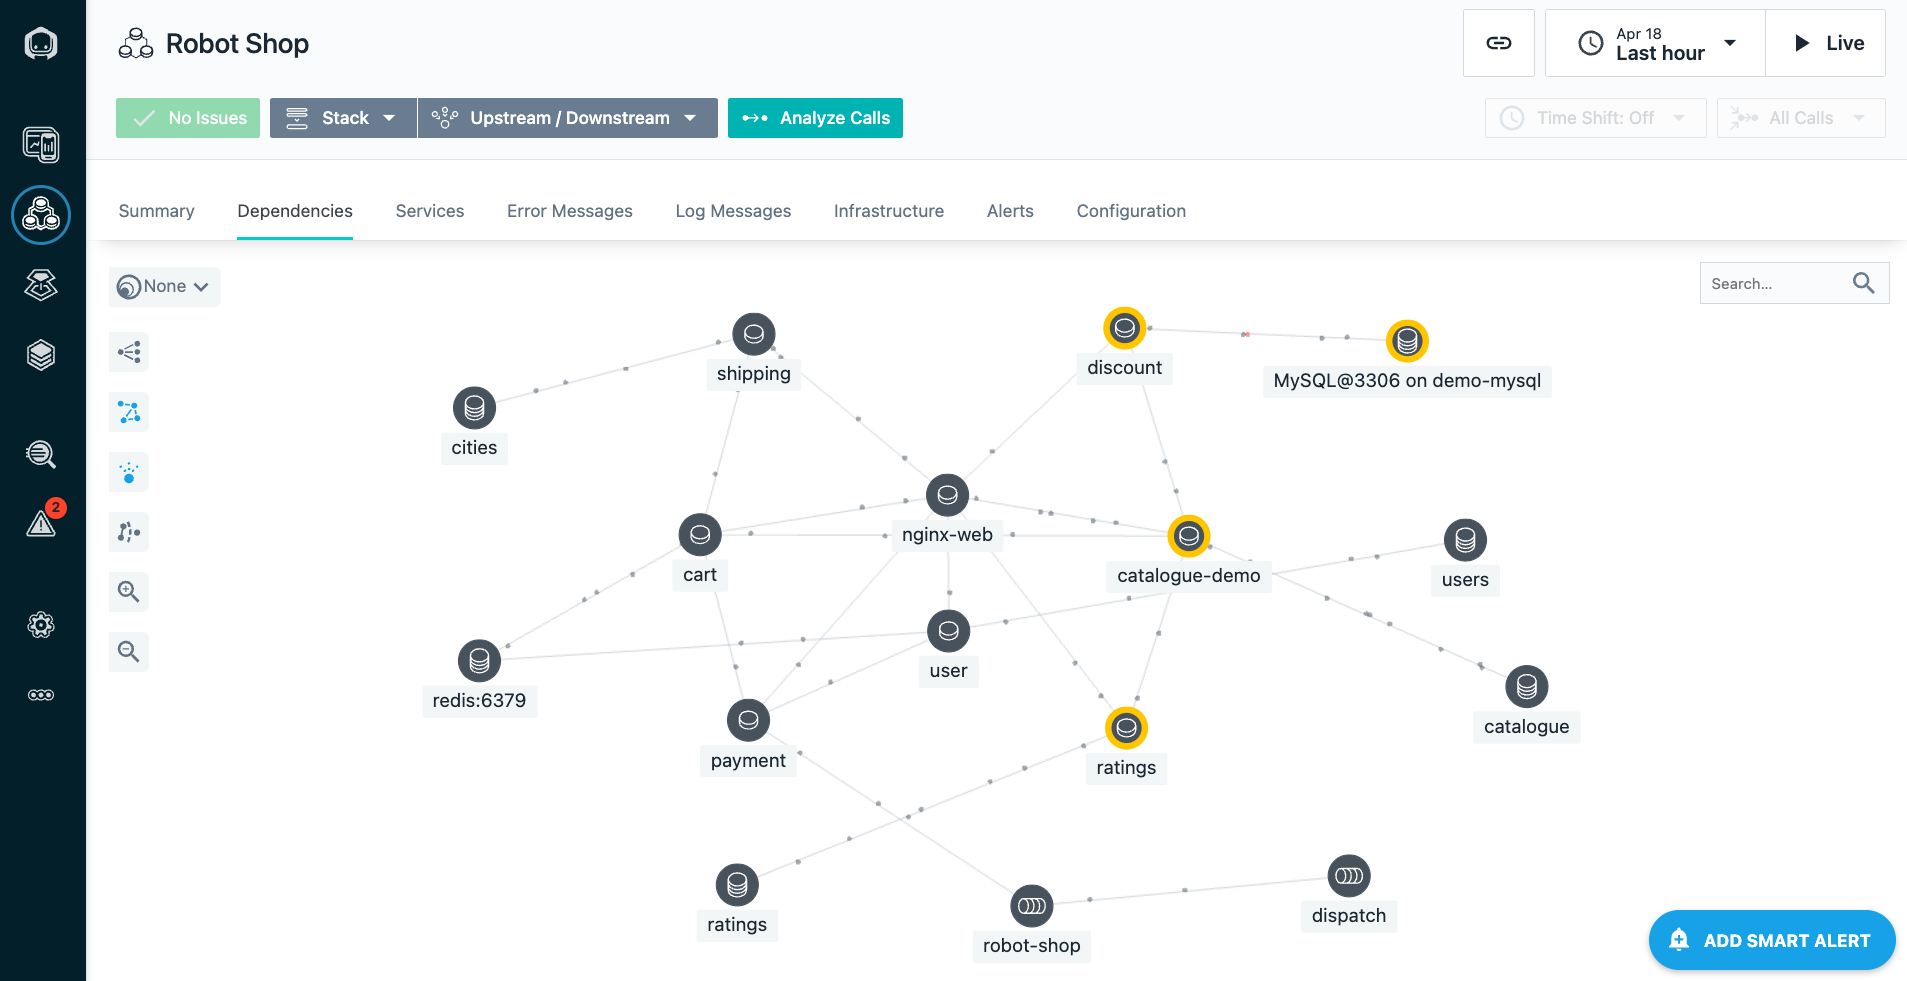 Robot Shop
Apr 18
Last hour
Live
No Issues
Stack
Upstream / Downstream
Analyze Calls
Time Shift: Off
All Calls
Summary
Dependencies
Services
Error Messages
Log Messages
Infrastructure
Alerts
Configuration
None
Search...
2
shipping
discount
MySQL@3306 on demo-mysql
cities
nginx-web
cart
catalogue-demo
users
user
redis:6379
payment
ratings
catalogue
ratings
robot-shop
dispatch
ADD SMART ALERT